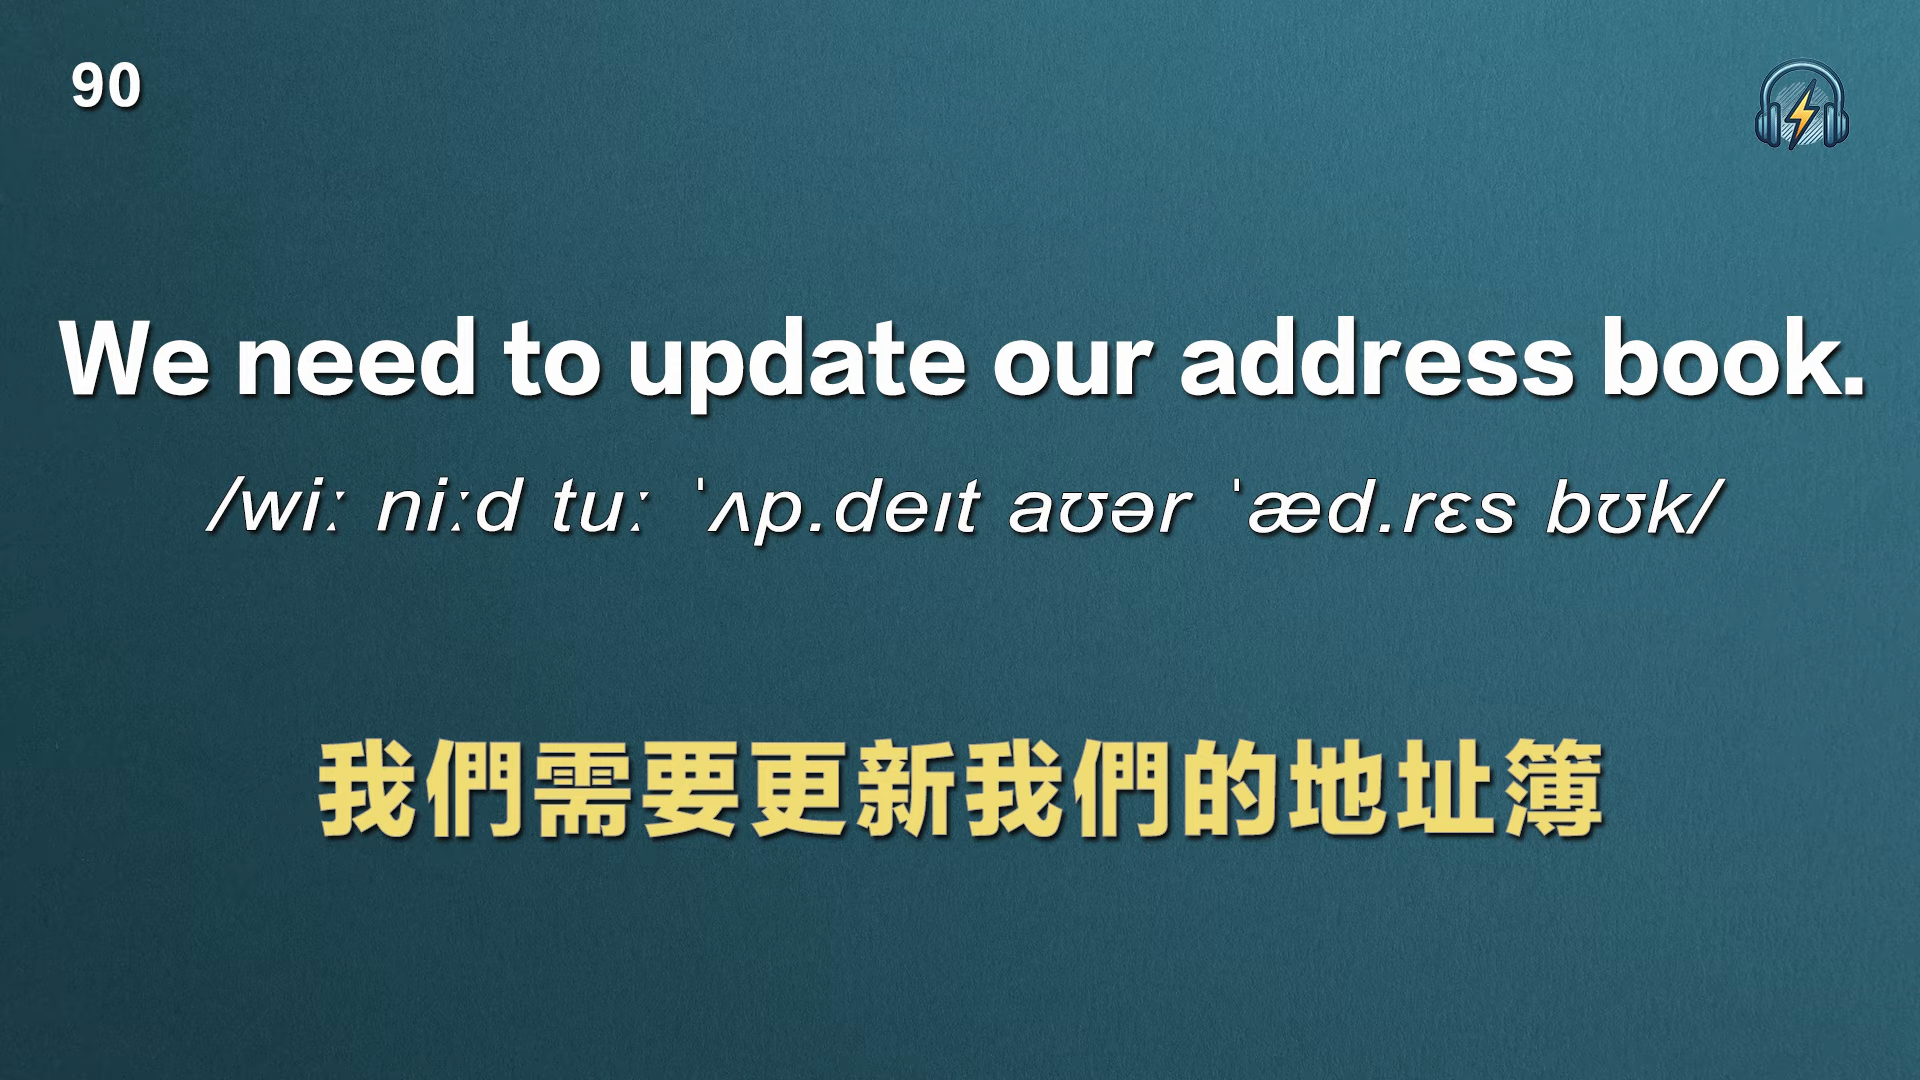 90
We need to update our address book.
/wiː niːd tuː ˈʌp.deɪt aʊər ˈæd.rɛs bʊk/
我們需要更新我們的地址簿